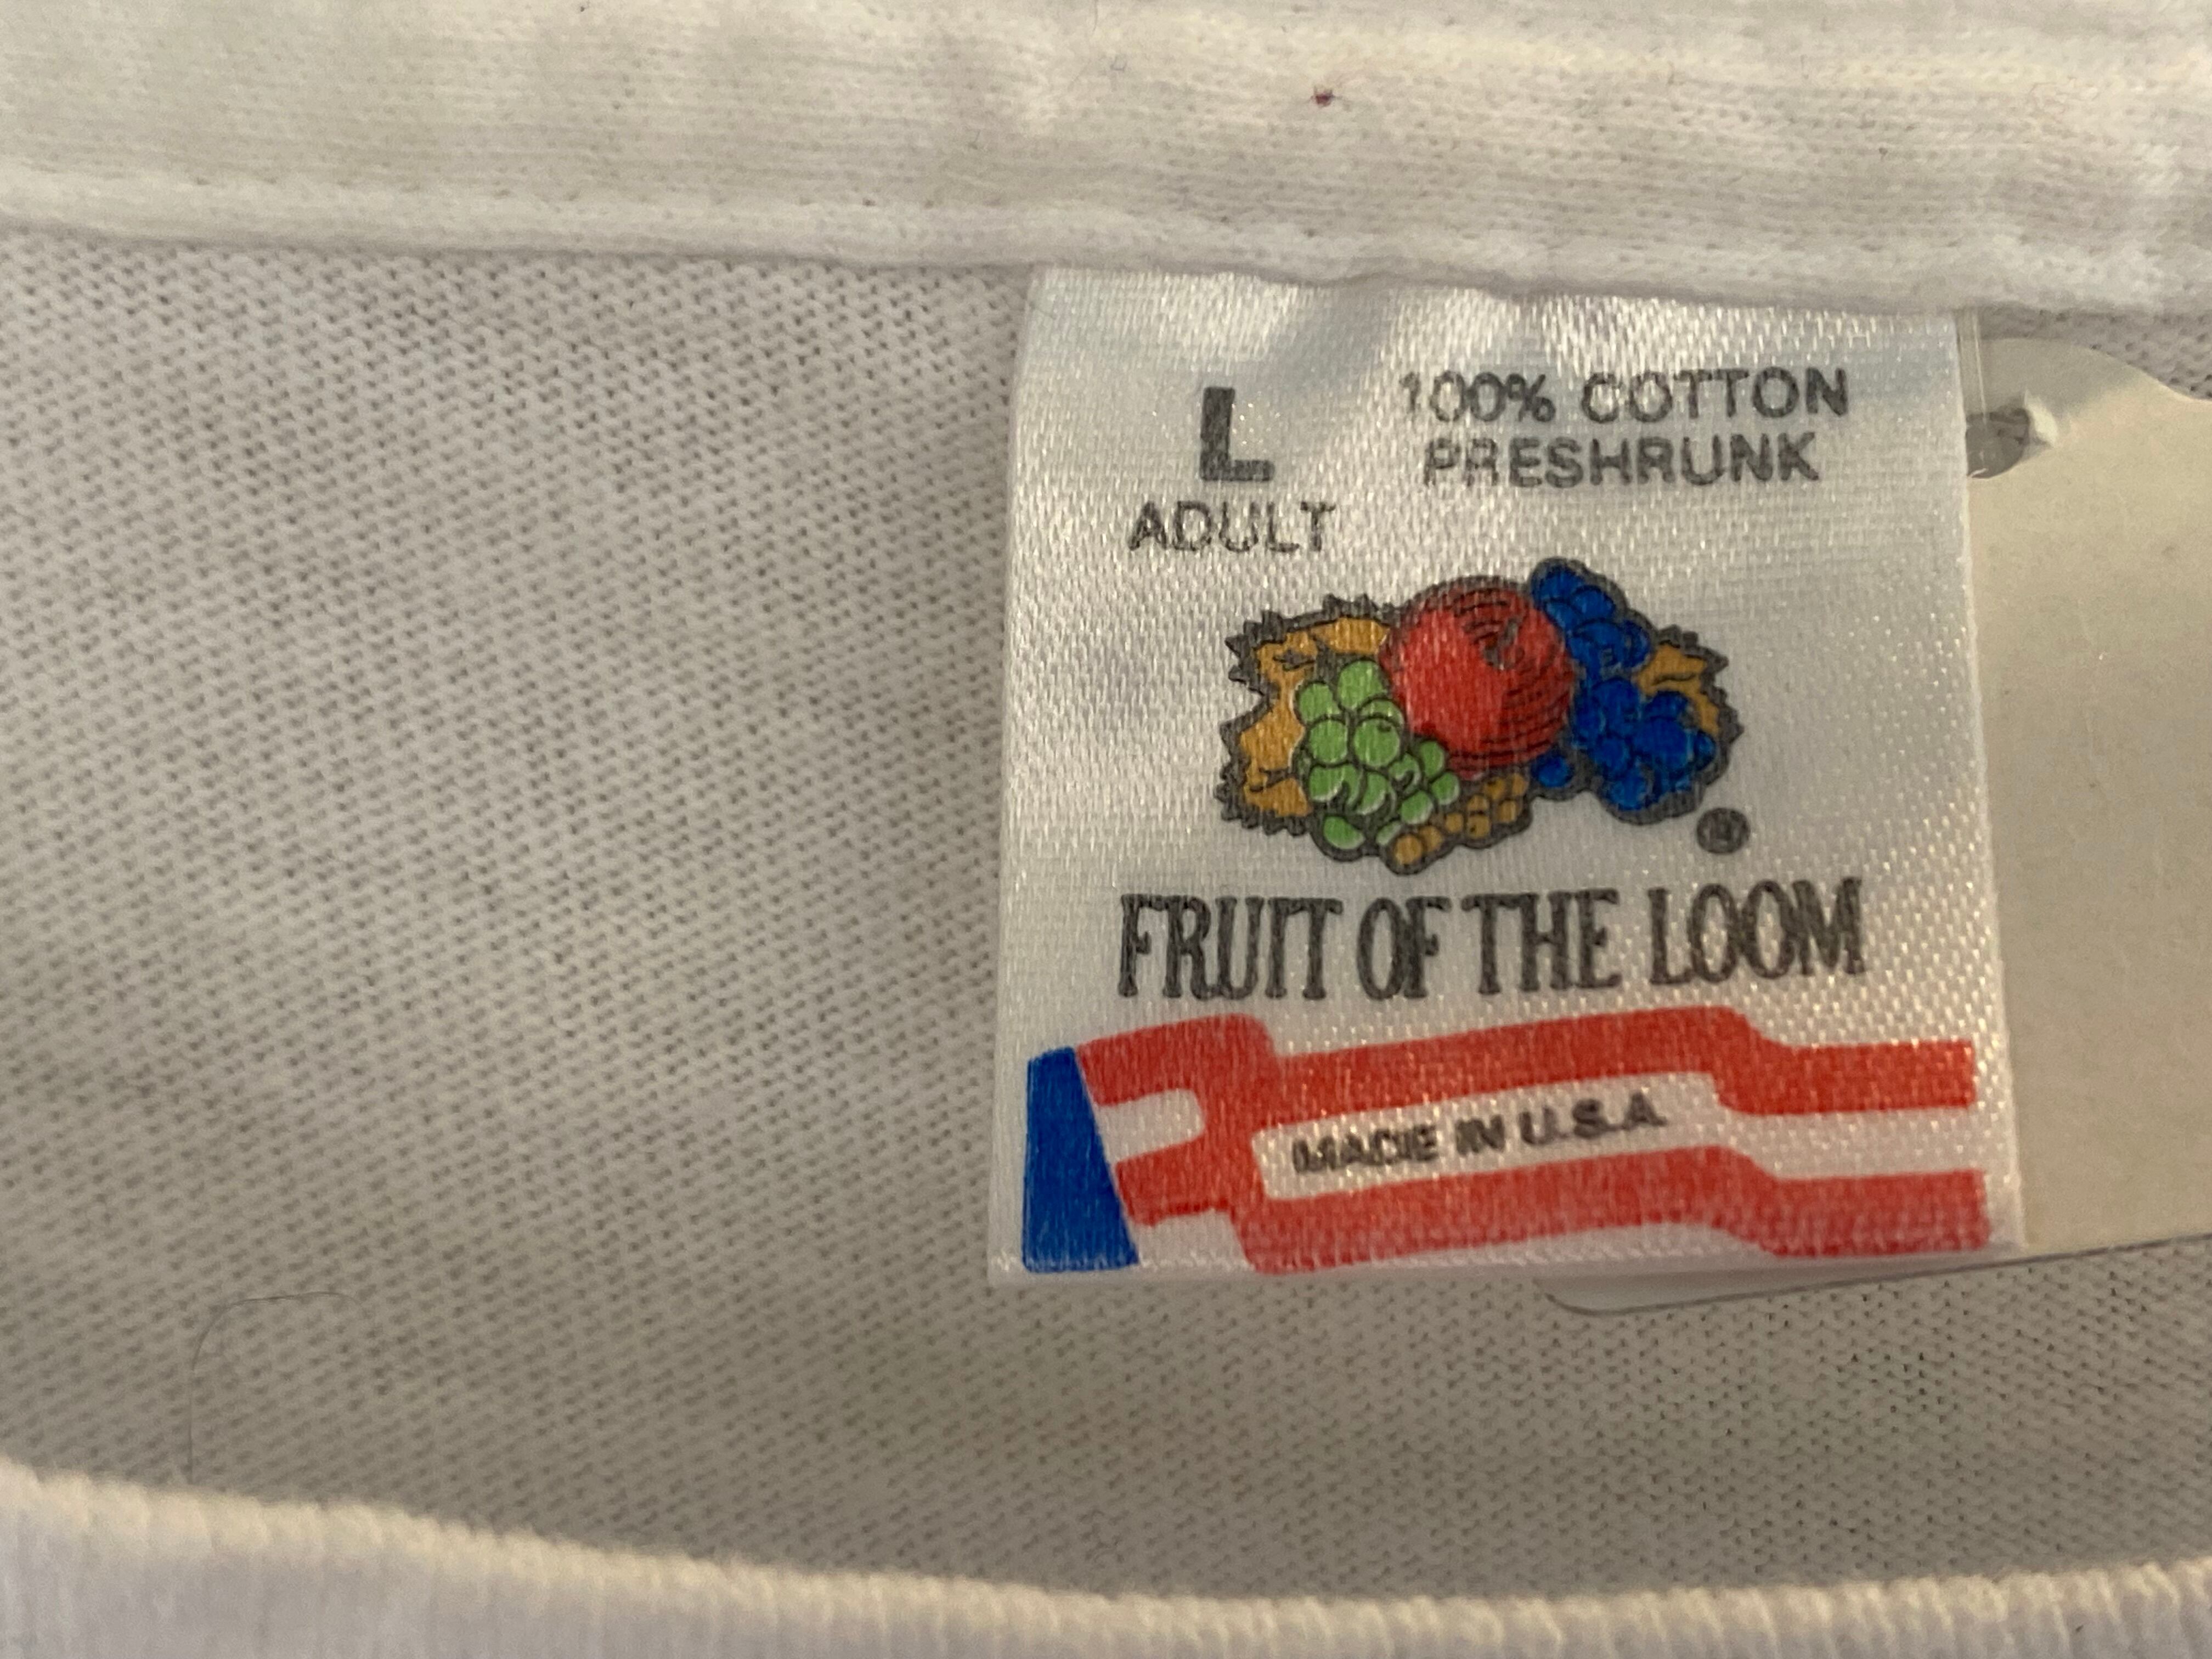 L
ADULT
100% COTTON
PRESHRUNK
®
FRUIT OF THE LOOM
MADE IN U.S.A